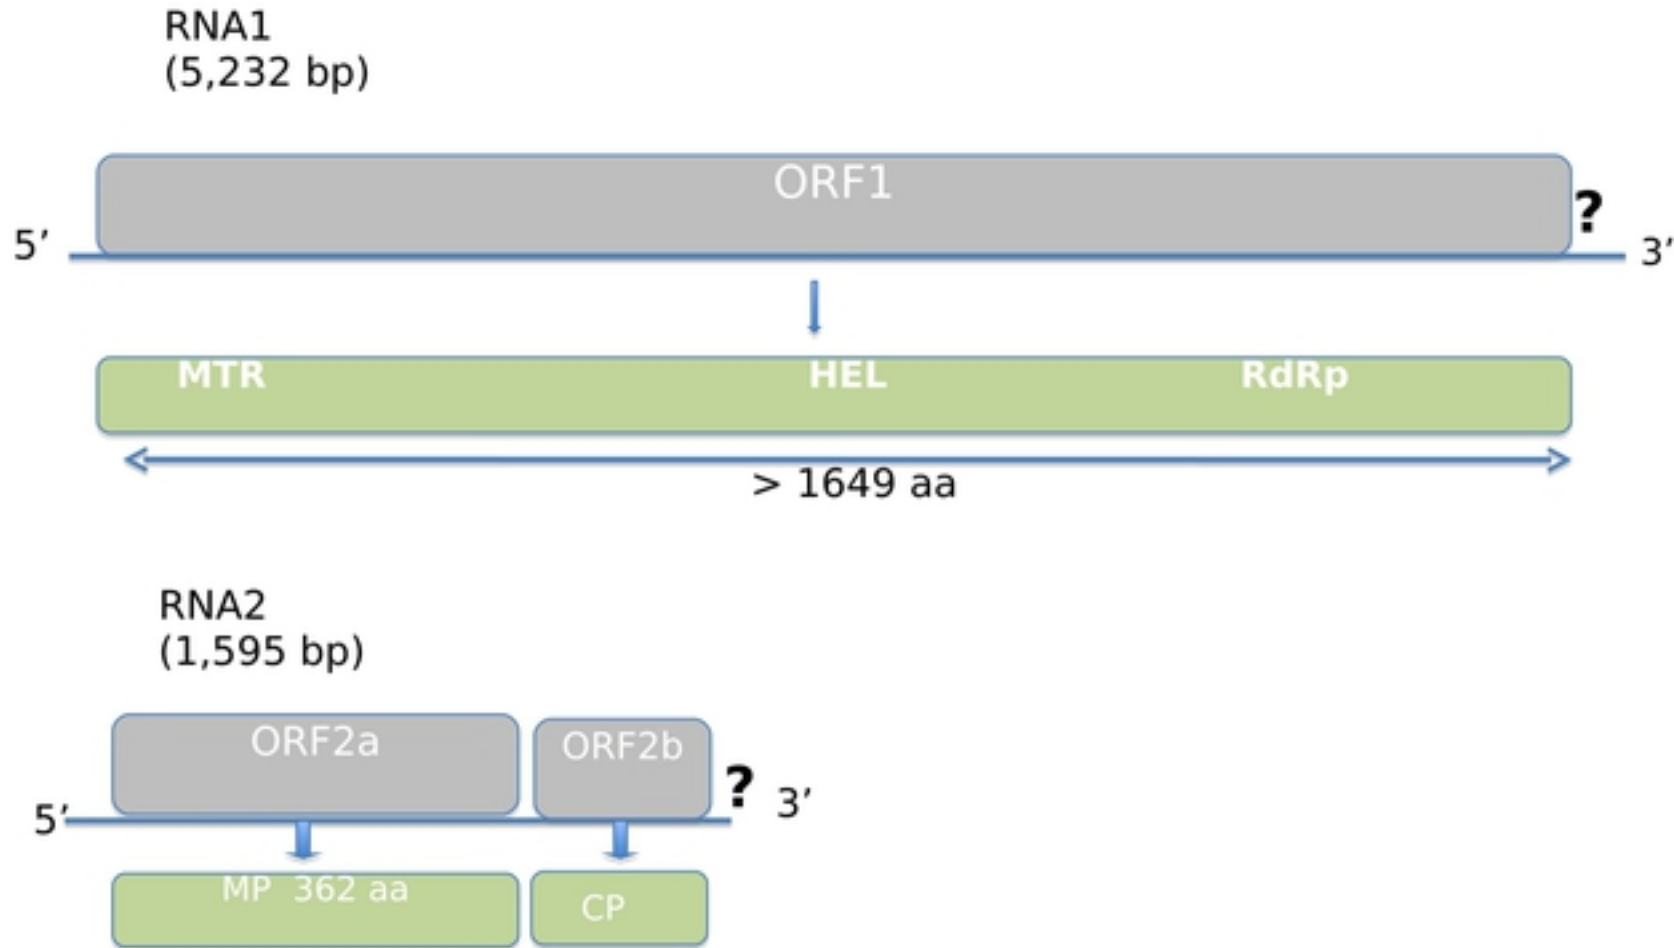 RNA1
(5,232 bp)
ORF1
?
5’
3’
MTR HEL RdRp
> 1649 aa
RNA2
(1,595 bp)
ORF2a ORF2b
?
5’
3’
MP 362 aa
CP